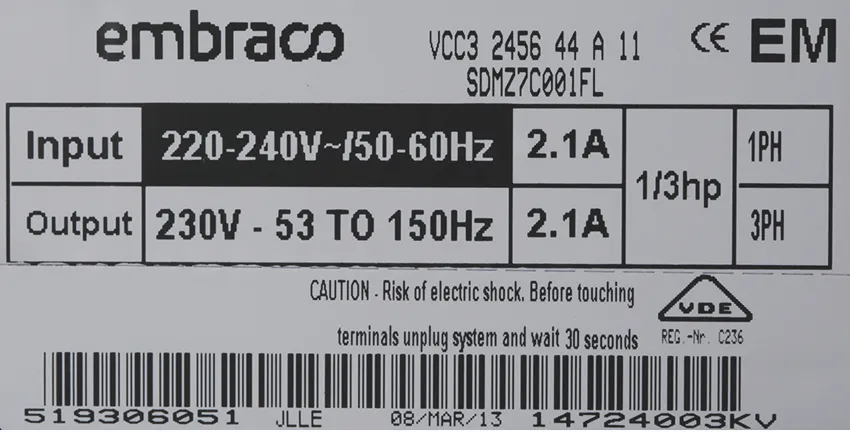 embraco VCC3 2456 44 A 11 CE EM
SDMZ7C001FL
Input 220-240V~/50-60Hz 2.1A 1/3hp 1PH
Output 230V - 53 TO 150Hz 2.1A 3PH
CAUTION - Risk of electric shock. Before touching
terminals unplug system and wait 30 seconds
VDE
REG.-Nr. C236
519306051 JLLE 08/MAR/13 14724003KV